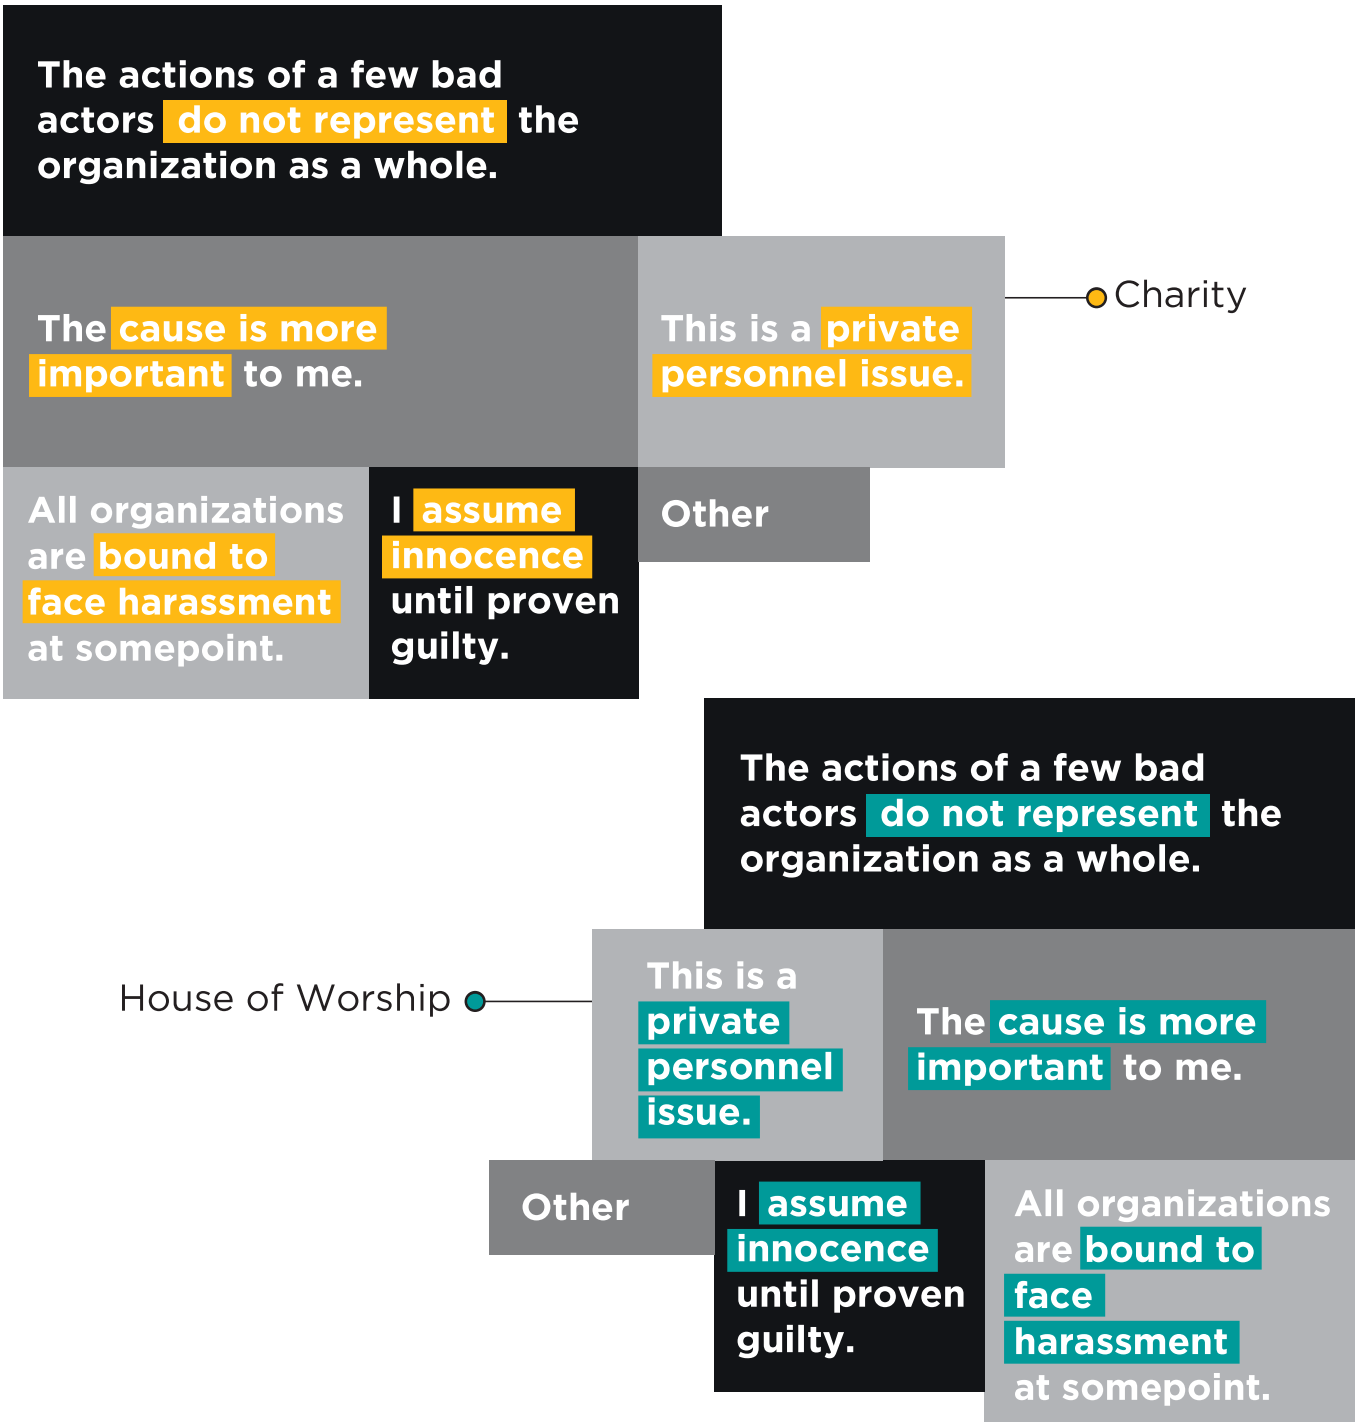 The actions of a few bad
actors do not represent the
organization as a whole.
The cause is more
important to me.
This is a private
personnel issue.
Charity
All organizations
are bound to
face harassment
at somepoint.
I assume
innocence
until proven
guilty.
Other
The actions of a few bad
actors do not represent the
organization as a whole.
House of Worship
This is a
private
personnel
issue.
The cause is more
important to me.
Other
I assume
innocence
until proven
guilty.
All organizations
are bound to
face
harassment
at somepoint.